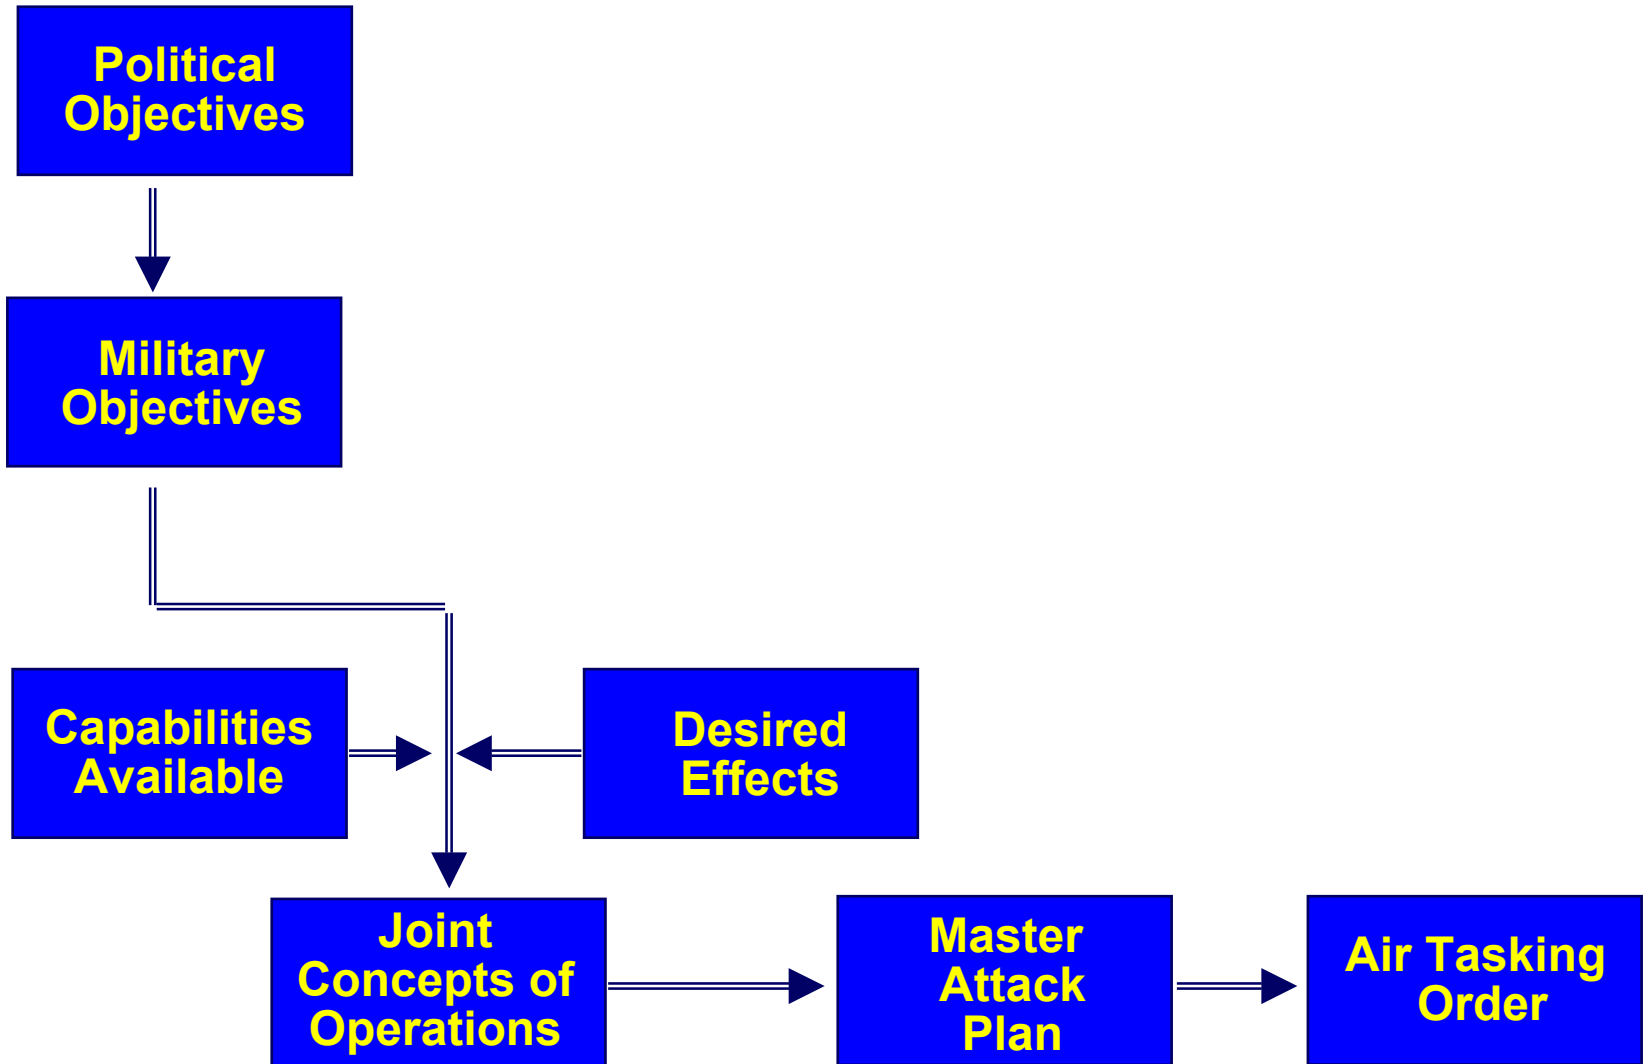 Political
Objectives
Military
Objectives
Capabilities
Available
Desired
Effects
Joint
Concepts of
Operations
Master
Attack
Plan
Air Tasking
Order